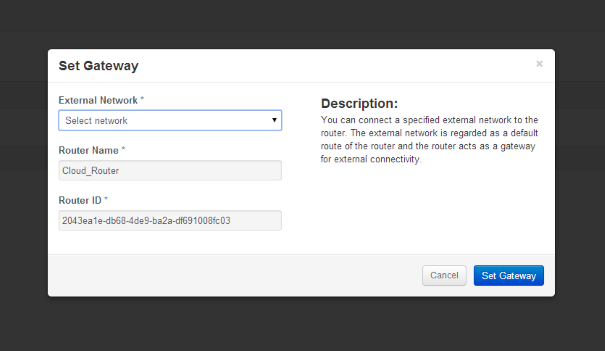 Set Gateway
×
External Network *
Select network
Router Name *
Cloud_Router
Router ID *
2043ea1e-db68-4de9-ba2a-df691008fc03
Description:
You can connect a specified external network to the
router. The external network is regarded as a default
route of the router and the router acts as a gateway
for external connectivity.
Cancel
Set Gateway